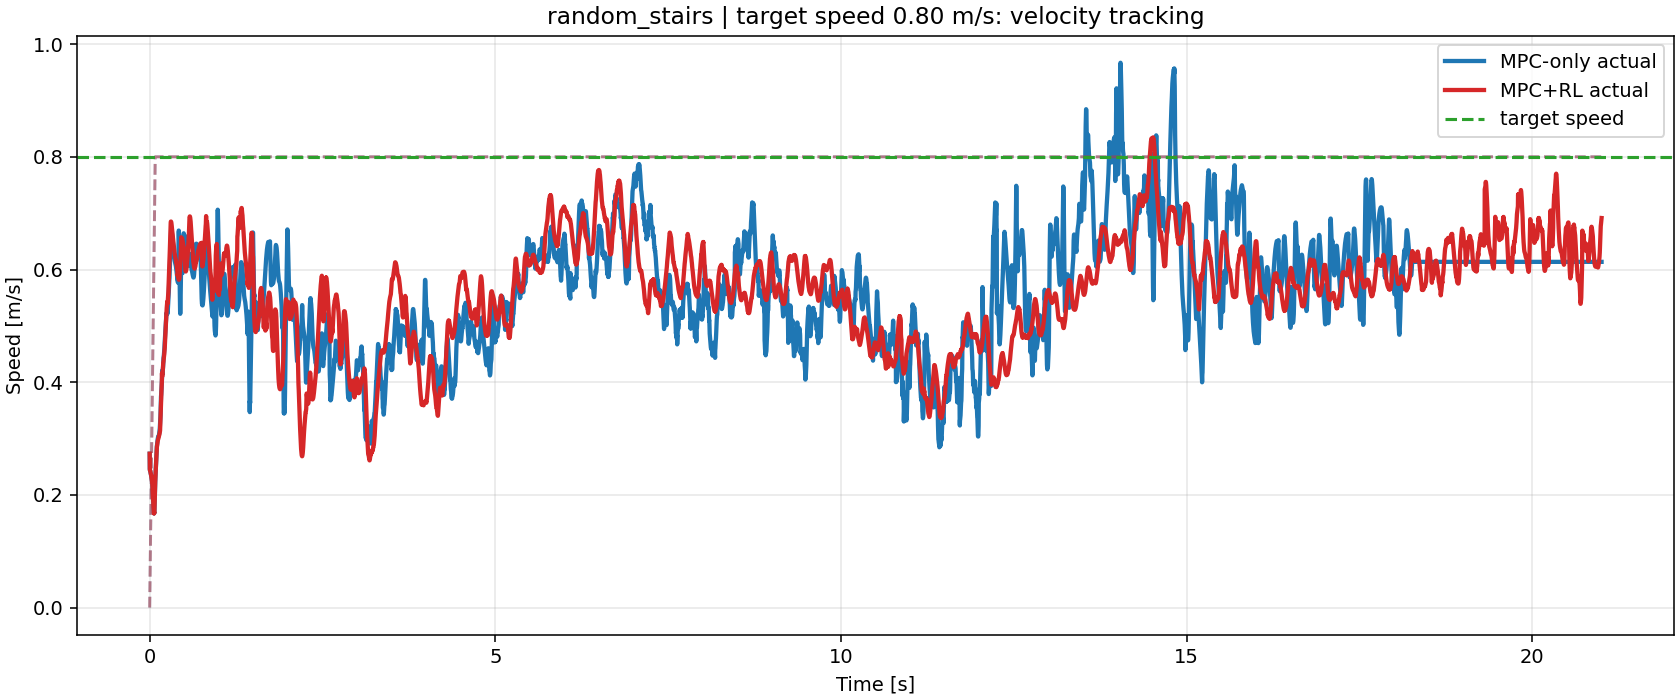 random_stairs | target speed 0.80 m/s: velocity tracking
MPC-only actual
MPC+RL actual
target speed
Speed [m/s]
1.0
0.8
0.6
0.4
0.2
0.0
0 5 10 15 20
Time [s]